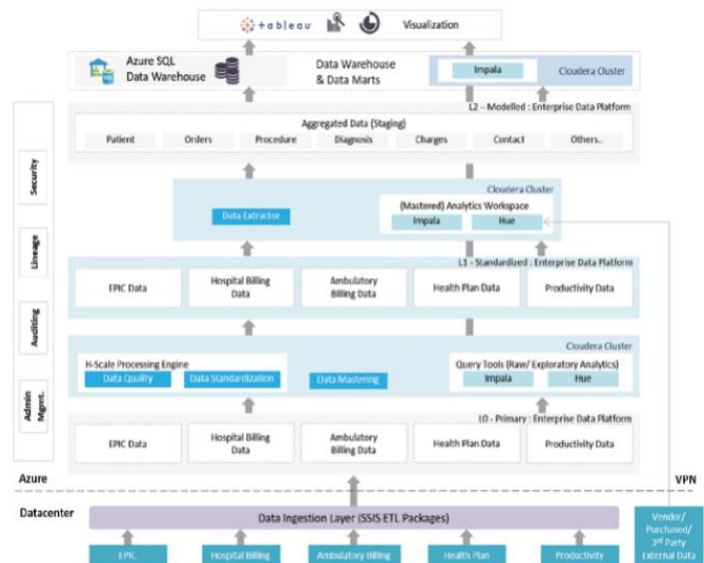 + a b l e a u
Visualization
Azure SQL
Data Warehouse
Data Warehouse
& Data Marts
Impala
Cloudera Cluster
L2 – Modelled : Enterprise Data Platform
Aggregated Data (Staging)
Patient
Orders
Procedure
Diagnosis
Charges
Contact
Others..
Cloudera Cluster
Data Extractor
(Mastered) Analytics Workspace
Impala
Hue
L1 - Standardized : Enterprise Data Platform
EPIC Data
Hospital Billing
Data
Ambulatory
Billing Data
Health Plan Data
Productivity Data
Cloudera Cluster
H-Scale Processing Engine
Data Quality
Data Standardization
Data Mastering
Query Tools (Raw/ Exploratory Analytics)
Impala
Hue
L0 - Primary : Enterprise Data Platform
EPIC Data
Hospital Billing
Data
Ambulatory
Billing Data
Health Plan Data
Productivity Data
Security
Lineage
Auditing
Admin
Mgmt.
Azure
VPN
Datacenter
Data Ingestion Layer (SSIS ETL Packages)
EPIC
Hospital Billing
Ambulatory Billing
Health Plan
Productivity
Vendor/
Purchased/
3rd Party
External Data